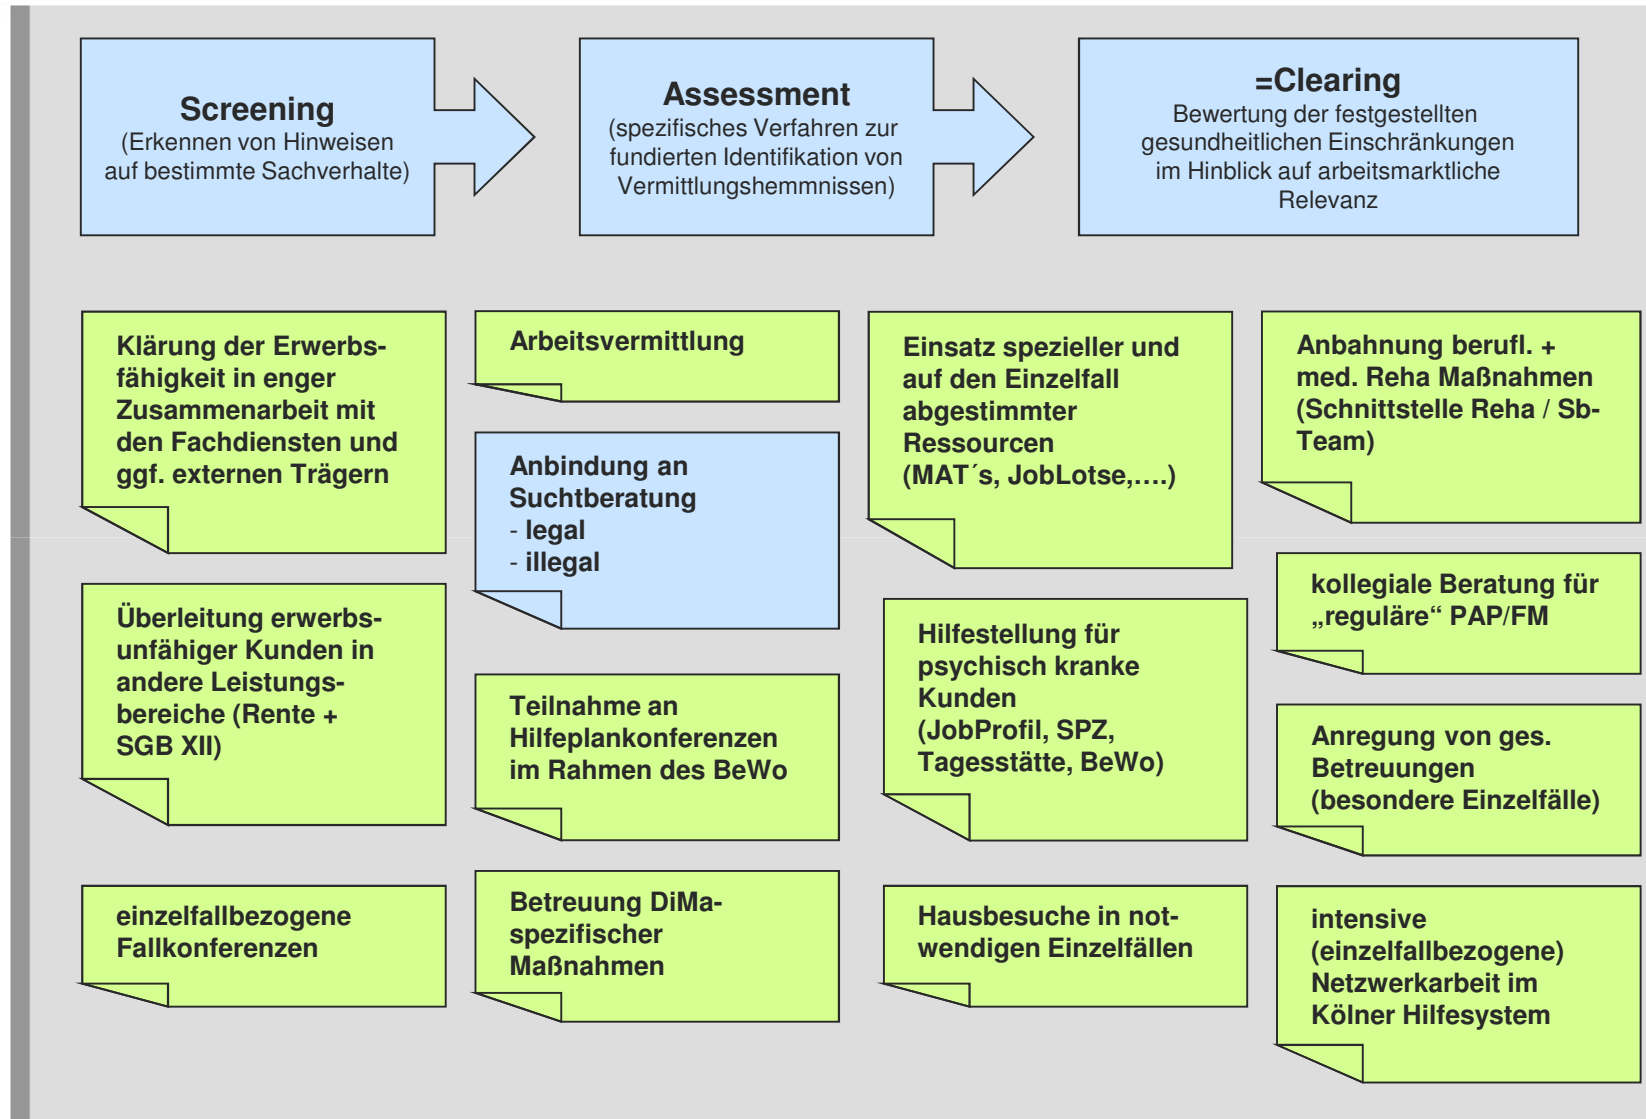 Screening
(Erkennen von Hinweisen
auf bestimmte Sachverhalte)
Assessment
(spezifisches Verfahren zur
fundierten Identifikation von
Vermittlungshemmnissen)
=Clearing
Bewertung der festgestellten
gesundheitlichen Einschränkungen
im Hinblick auf arbeitsmarktliche
Relevanz
Klärung der Erwerbs-
fähigkeit in enger
Zusammenarbeit mit
den Fachdiensten und
ggf. externen Trägern
Überleitung erwerbs-
unfähiger Kunden in
andere Leistungs-
bereiche (Rente +
SGB XII)
einzelfallbezogene
Fallkonferenzen
Arbeitsvermittlung
Anbindung an
Suchtberatung
- legal
- illegal
Teilnahme an
Hilfeplankonferenzen
im Rahmen des BeWo
Betreuung DiMa-
spezifischer
Maßnahmen
Einsatz spezieller und
auf den Einzelfall
abgestimmter
Ressourcen
(MAT´s, JobLotse,….)
Hilfestellung für
psychisch kranke
Kunden
(JobProfil, SPZ,
Tagesstätte, BeWo)
Hausbesuche in not-
wendigen Einzelfällen
Anbahnung berufl. +
med. Reha Maßnahmen
(Schnittstelle Reha / Sb-
Team)
kollegiale Beratung für
„reguläre“ PAP/FM
Anregung von ges.
Betreuungen
(besondere Einzelfälle)
intensive
(einzelfallbezogene)
Netzwerkarbeit im
Kölner Hilfesystem